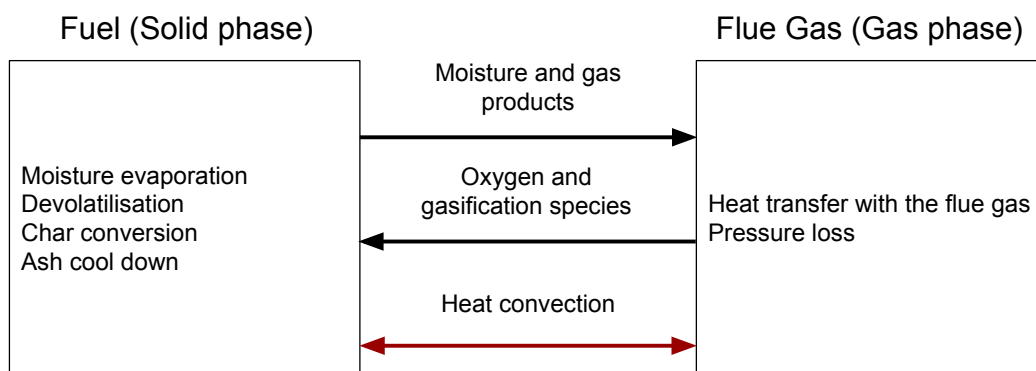 Fuel (Solid phase)
Flue Gas (Gas phase)
Moisture and gas
products
Moisture evaporation
Devolatilisation
Char conversion
Ash cool down
Oxygen and
gasification species
Heat transfer with the flue gas
Pressure loss
Heat convection